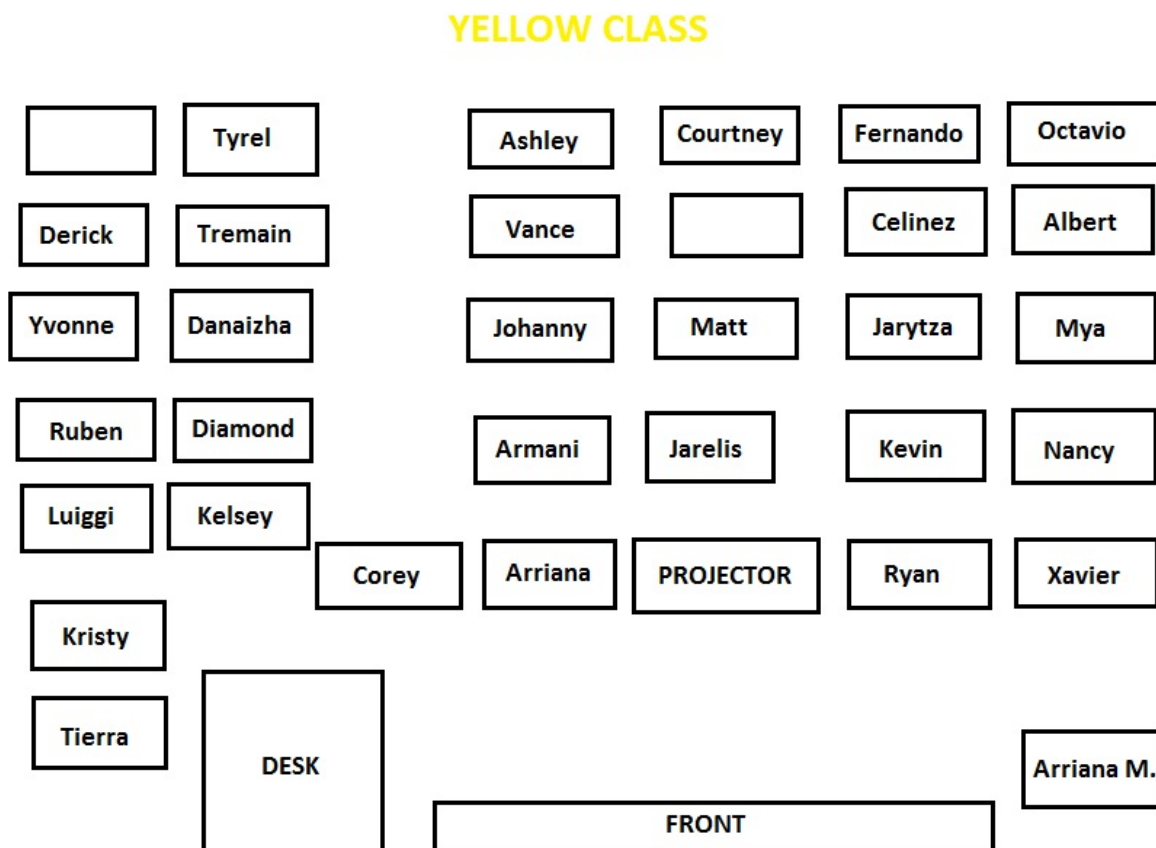 YELLOW CLASS
Tyrel Ashley Courtney Fernando Octavio
Derick Tremain Vance Celinez Albert
Yvonne Danaizha Johanny Matt Jarytza Mya
Ruben Diamond Armani Jarelis Kevin Nancy
Luiggi Kelsey
Corey Arriana PROJECTOR Ryan Xavier
Kristy
Tierra
DESK Arriana M.
FRONT